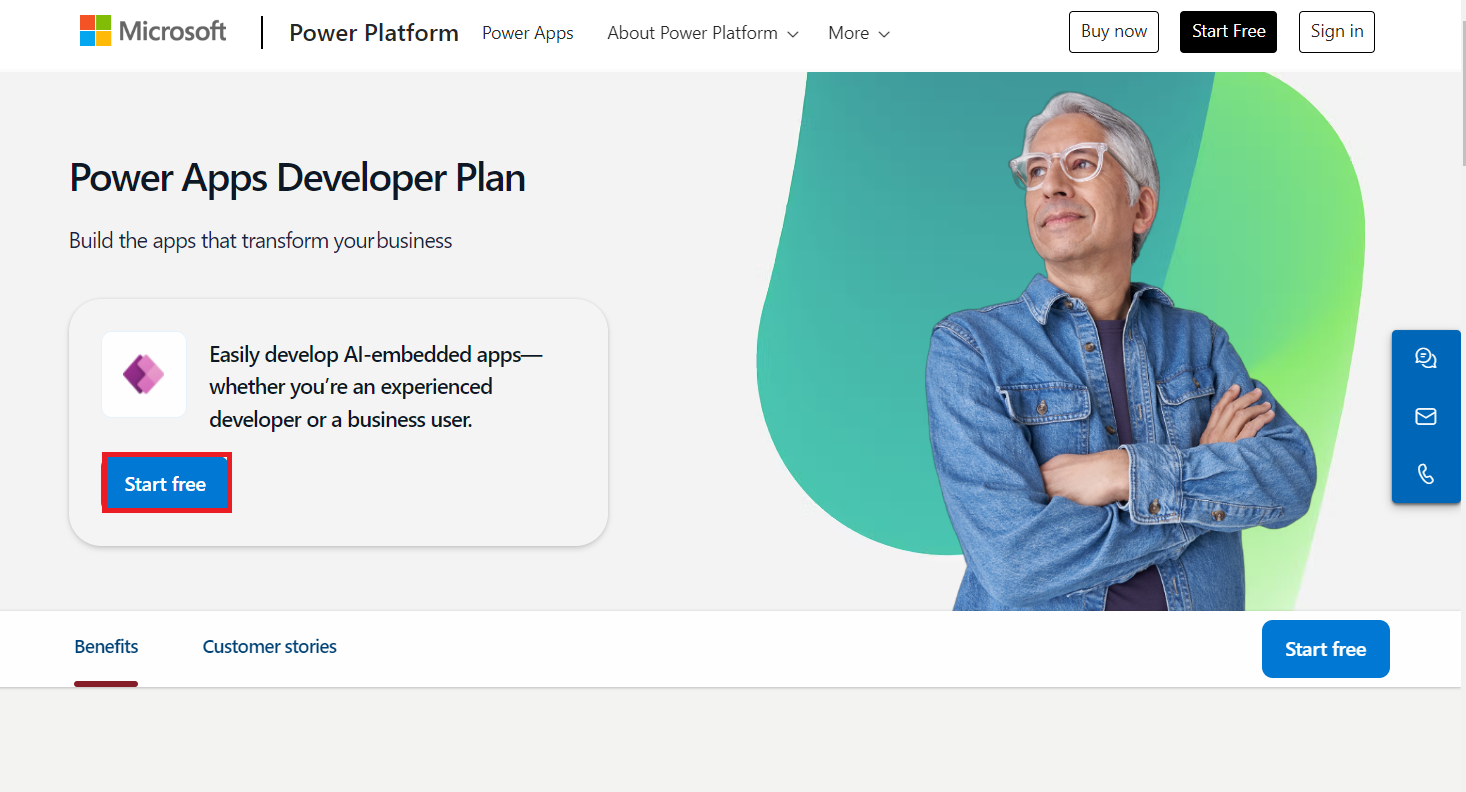 Microsoft
Power Platform
Power Apps
About Power Platform
More
Buy now
Start Free
Sign in
Power Apps Developer Plan
Build the apps that transform your business
Easily develop AI-embedded apps—
whether you’re an experienced
developer or a business user.
Start free
Benefits
Customer stories
Start free